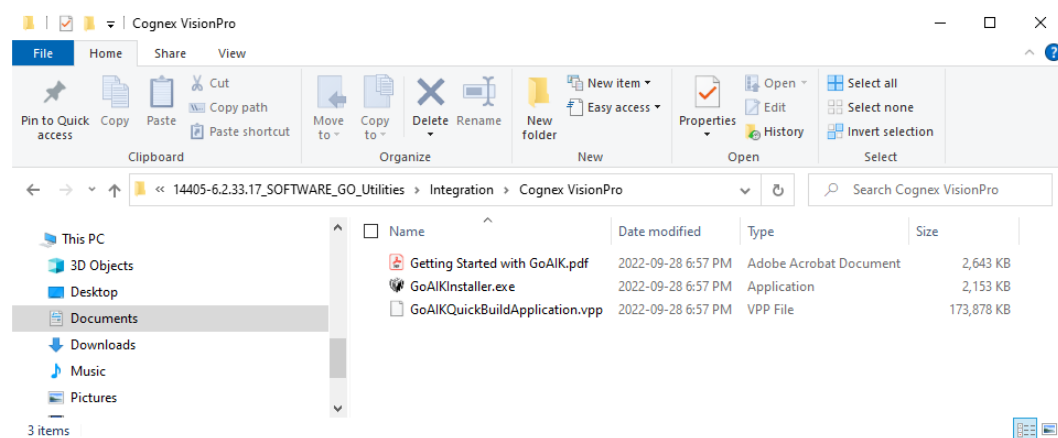 Cognex VisionPro
File Home Share View
Pin to Quick access
Copy
Paste
Cut
Copy path
Paste shortcut
Clipboard
Move to
Copy to
Delete
Rename
Organize
New folder
New item
Easy access
New
Properties
Open
Edit
History
Open
Select all
Select none
Invert selection
Select
« 14405-6.2.33.17_SOFTWARE_GO_Utilities › Integration › Cognex VisionPro
Search Cognex VisionPro
This PC
3D Objects
Desktop
Documents
Downloads
Music
Pictures
Name Date modified Type Size
Getting Started with GoAIK.pdf 2022-09-28 6:57 PM Adobe Acrobat Document 2,643 KB
GoAIKInstaller.exe 2022-09-28 6:57 PM Application 2,153 KB
GoAIKQuickBuildApplication.vpp 2022-09-28 6:57 PM VPP File 173,878 KB
3 items